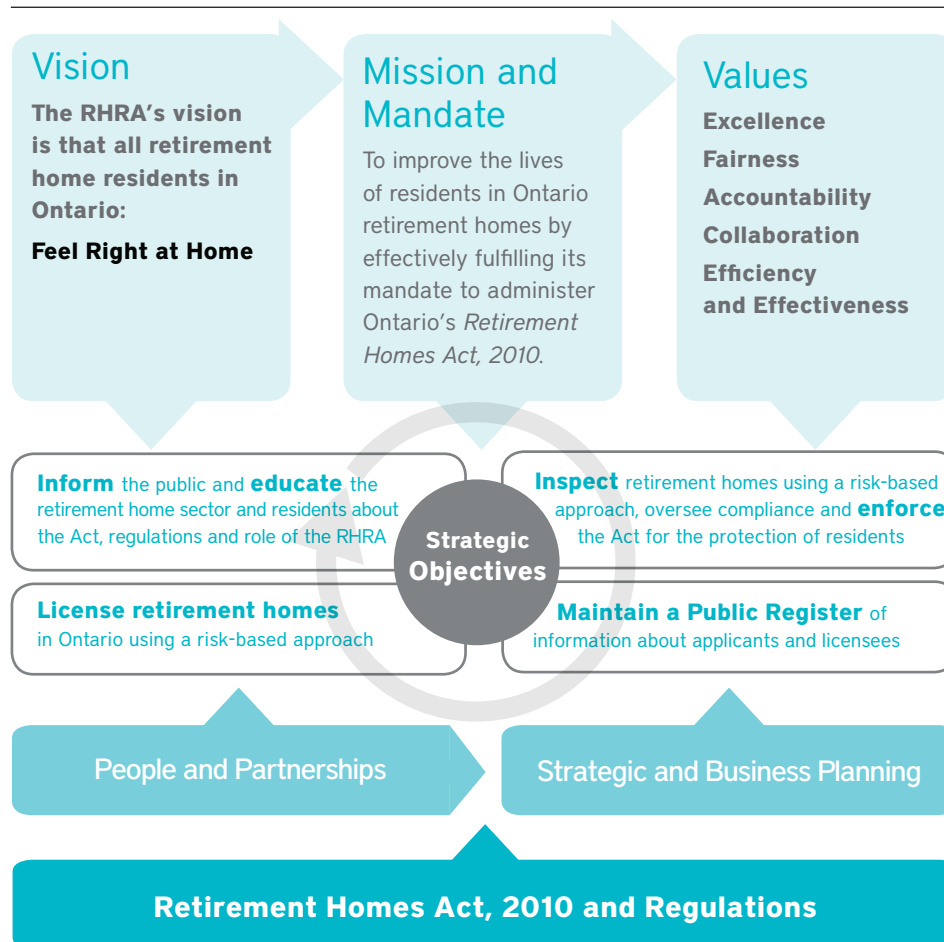 Vision
The RHRA's vision
is that all retirement
home residents in
Ontario:
Feel Right at Home
Mission and
Mandate
To improve the lives
of residents in Ontario
retirement homes by
effectively fulfilling its
mandate to administer
Ontario's Retirement
Homes Act, 2010.
Values
Excellence
Fairness
Accountability
Collaboration
Efficiency
and Effectiveness
Inform the public and educate the
retirement home sector and residents about
the Act, regulations and role of the RHRA
License retirement homes
in Ontario using a risk-based approach
Strategic
Objectives
Inspect retirement homes using a risk-based
approach, oversee compliance and enforce
the Act for the protection of residents
Maintain a Public Register of
information about applicants and licensees
People and Partnerships
Strategic and Business Planning
Retirement Homes Act, 2010 and Regulations